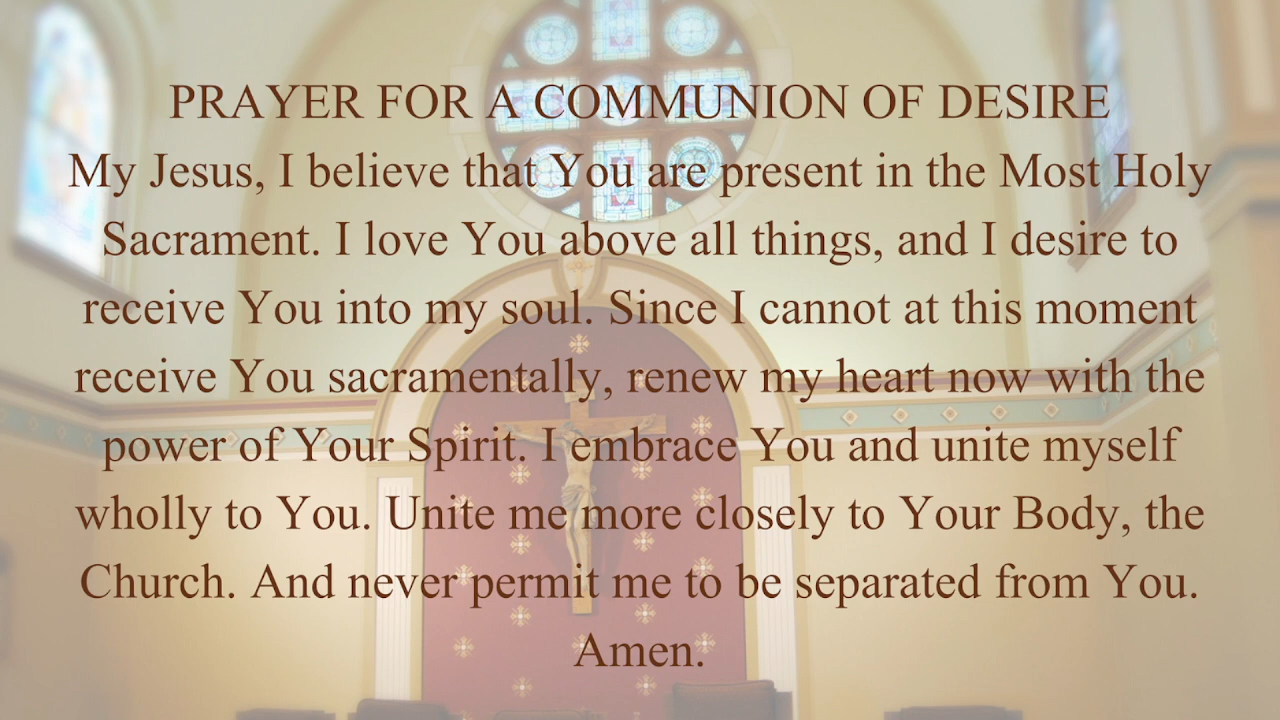 PRAYER FOR A COMMUNION OF DESIRE
My Jesus, I believe that You are present in the Most Holy
Sacrament. I love You above all things, and I desire to
receive You into my soul. Since I cannot at this moment
receive You sacramentally, renew my heart now with the
power of Your Spirit. I embrace You and unite myself
wholly to You. Unite me more closely to Your Body, the
Church. And never permit me to be separated from You.
Amen.